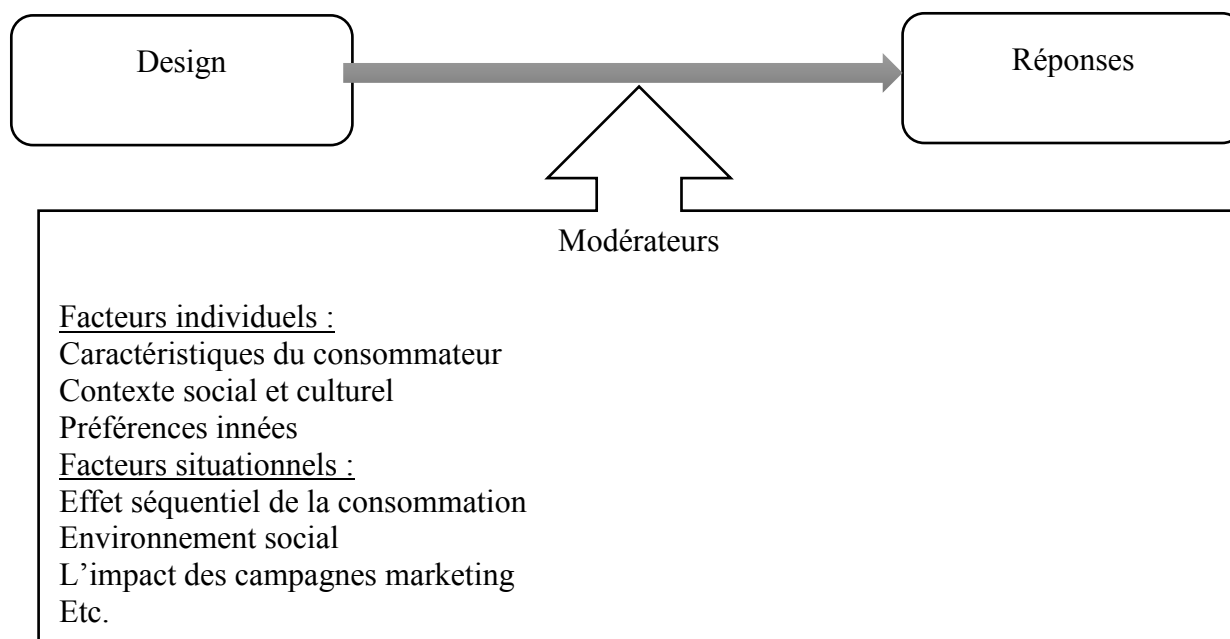 Design
Réponses
Modérateurs
Facteurs individuels :
Caractéristiques du consommateur
Contexte social et culturel
Préférences innées
Facteurs situationnels :
Effet séquentiel de la consommation
Environnement social
L’impact des campagnes marketing
Etc.